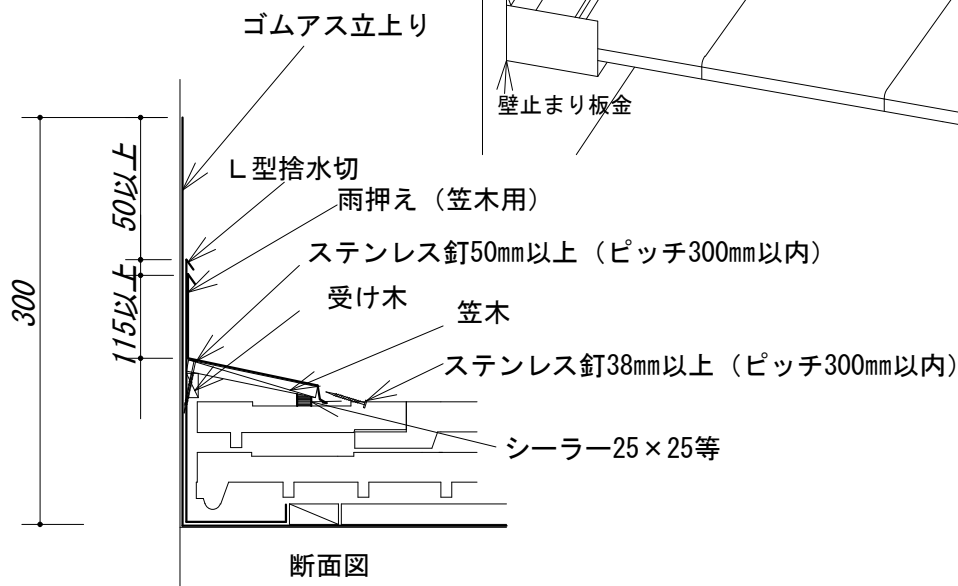 ゴムアス立上り
壁止まり板金
L型捨水切
雨押え（笠木用）
50以上
ステンレス釘50mm以上（ピッチ300mm以内）
受け木
300
115以上
笠木
ステンレス釘38mm以上（ピッチ300mm以内）
シーラー25×25等
断面図